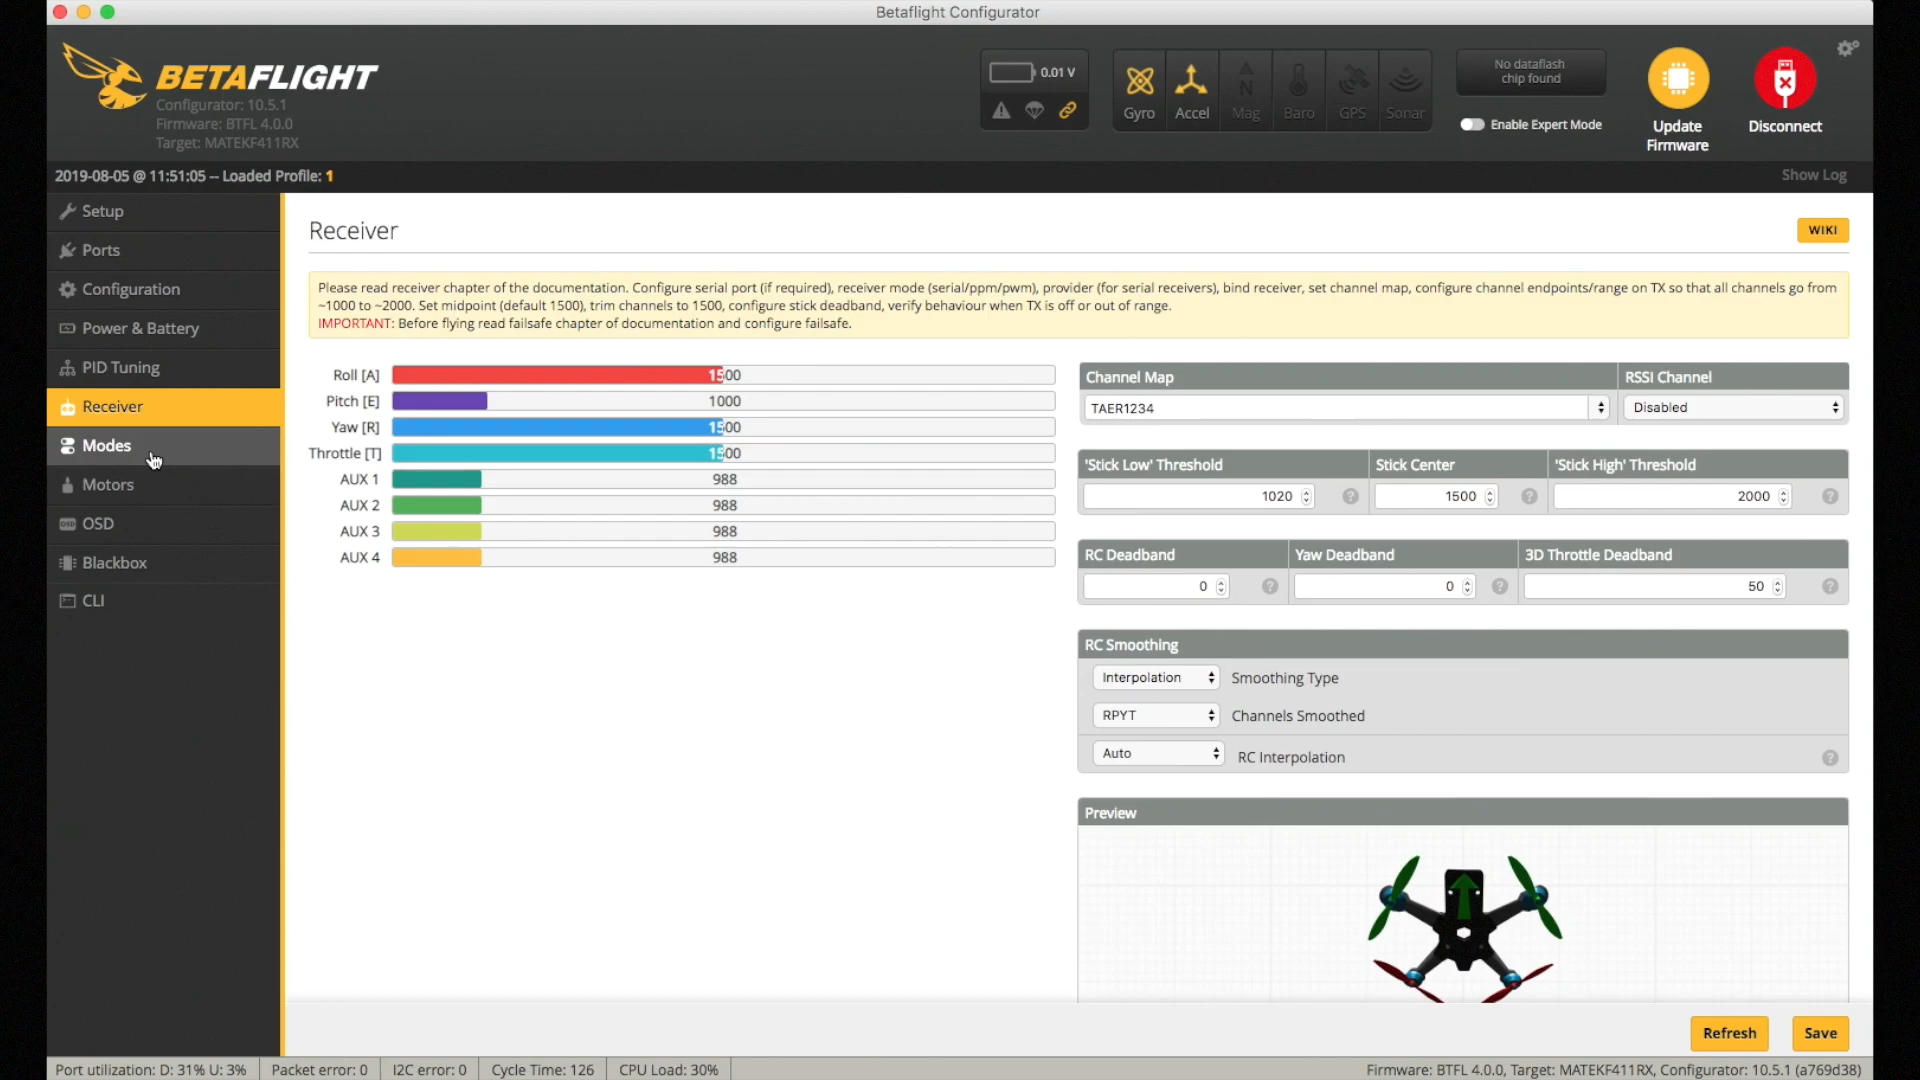 Betaflight Configurator
BETAFLIGHT
Configurator: 10.5.1
Firmware: BTFL 4.0.0
Target: MATEKF411RX
0.01 V
Gyro
Accel
Mag
Baro
GPS
Sonar
No dataflash
chip found
Enable Expert Mode
Update
Firmware
Disconnect
2019-08-05 @ 11:51:05 -- Loaded Profile: 1
Show Log
Setup
Ports
Configuration
Power & Battery
PID Tuning
Receiver
Modes
Motors
OSD
Blackbox
CLI
Receiver
WIKI
Please read receiver chapter of the documentation. Configure serial port (if required), receiver mode (serial/ppm/pwm), provider (for serial receivers), bind receiver, set channel map, configure channel endpoints/range on TX so that all channels go from
~1000 to ~2000. Set midpoint (default 1500), trim channels to 1500, configure stick deadband, verify behaviour when TX is off or out of range.
IMPORTANT: Before flying read failsafe chapter of documentation and configure failsafe.
Roll [A] 1500
Pitch [E] 1000
Yaw [R] 1500
Throttle [T] 1500
AUX 1 988
AUX 2 988
AUX 3 988
AUX 4 988
Channel Map
RSSI Channel
TAER1234
Disabled
'Stick Low' Threshold
Stick Center
'Stick High' Threshold
1020
1500
2000
RC Deadband
Yaw Deadband
3D Throttle Deadband
0
0
50
RC Smoothing
Interpolation
Smoothing Type
RPYT
Channels Smoothed
Auto
RC Interpolation
Preview
Refresh
Save
Port utilization: D: 31% U: 3%
Packet error: 0
I2C error: 0
Cycle Time: 126
CPU Load: 30%
Firmware: BTFL 4.0.0, Target: MATEKF411RX, Configurator: 10.5.1 (a769d38)